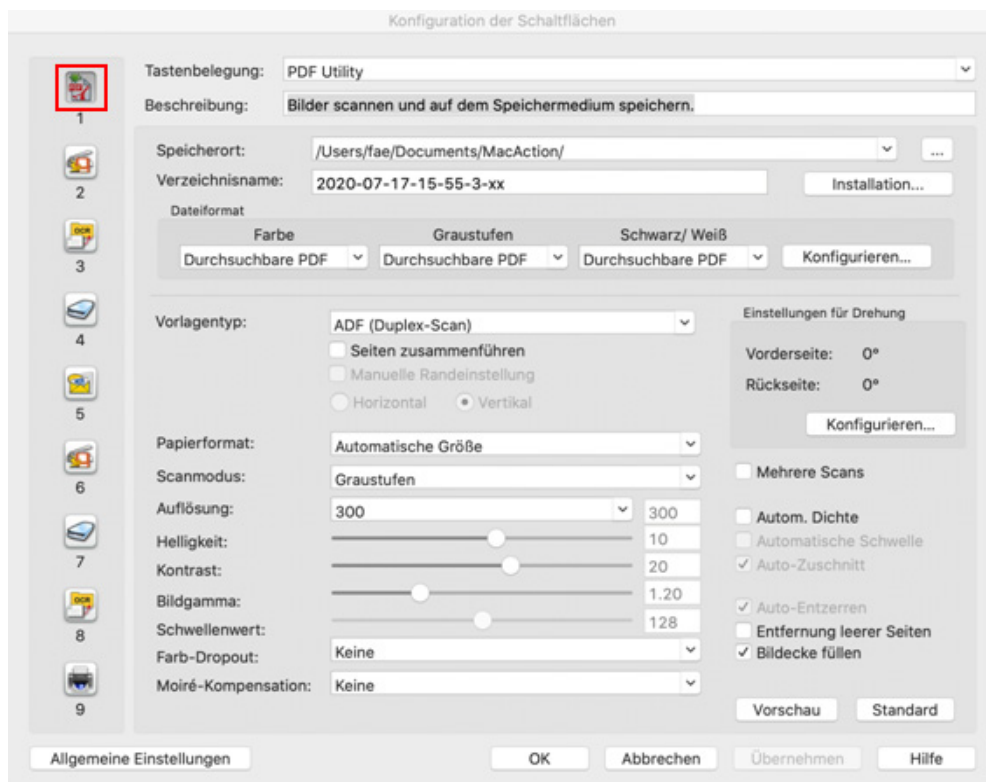 Konfiguration der Schaltflächen
1
2
OCR
3
4
5
6
7
OCR
8
9
Tastenbelegung: PDF Utility
Beschreibung: Bilder scannen und auf dem Speichermedium speichern.
Speicherort: /Users/fae/Documents/MacAction/ ...
Verzeichnisname: 2020-07-17-15-55-3-xx Installation...
Dateiformat
Farbe Graustufen Schwarz/ Weiß
Durchsuchbare PDF Durchsuchbare PDF Durchsuchbare PDF Konfigurieren...
Vorlagentyp: ADF (Duplex-Scan)
Seiten zusammenführen
Manuelle Randeinstellung
Horizontal Vertikal
Papierformat: Automatische Größe
Scanmodus: Graustufen
Auflösung: 300 300
Helligkeit: 10
Kontrast: 20
Bildgamma: 1.20
Schwellenwert: 128
Farb-Dropout: Keine
Moiré-Kompensation: Keine
Einstellungen für Drehung
Vorderseite: 0°
Rückseite: 0°
Konfigurieren...
Mehrere Scans
Autom. Dichte
Automatische Schwelle
Auto-Zuschnitt
Auto-Entzerren
Entfernung leerer Seiten
Bildecke füllen
Vorschau Standard
Allgemeine Einstellungen OK Abbrechen Übernehmen Hilfe